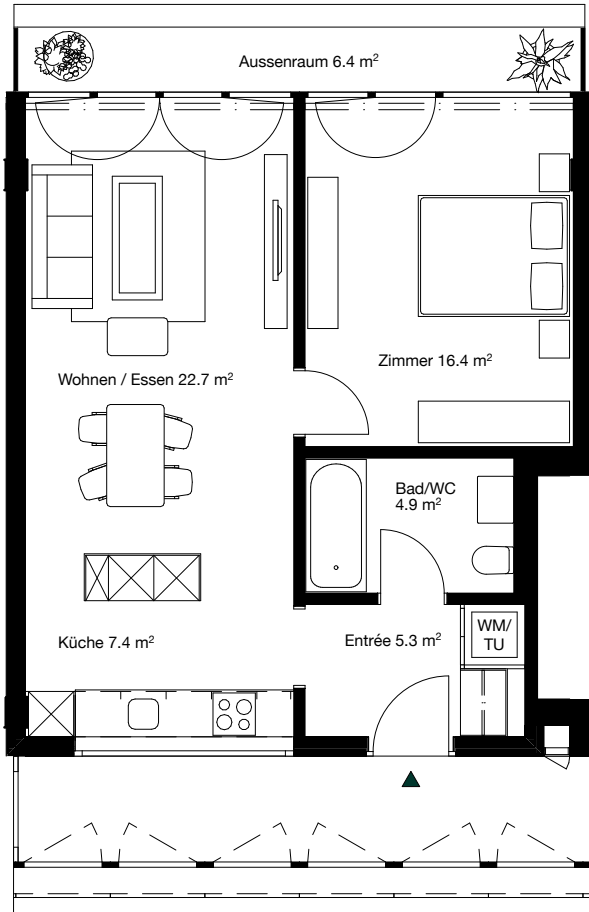 Aussenraum 6.4 m²
Zimmer 16.4 m²
Wohnen / Essen 22.7 m²
Bad/WC
4.9 m²
WM/
TU
Küche 7.4 m²
Entrée 5.3 m²